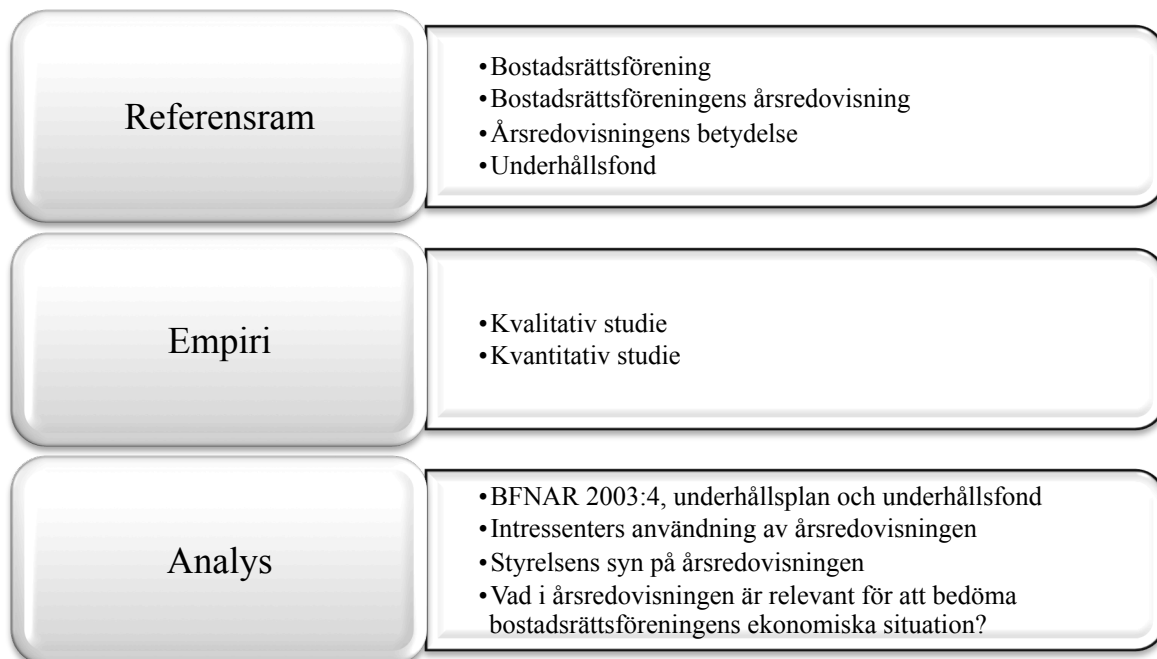 Referensram
•Bostadsrättsförening
•Bostadsrättsföreningens årsredovisning
•Årsredovisningens betydelse
•Underhållsfond
Empiri
•Kvalitativ studie
•Kvantitativ studie
Analys
•BFNAR 2003:4, underhållsplan och underhållsfond
•Intressenters användning av årsredovisningen
•Styrelsens syn på årsredovisningen
•Vad i årsredovisningen är relevant för att bedöma
bostadsrättsföreningens ekonomiska situation?